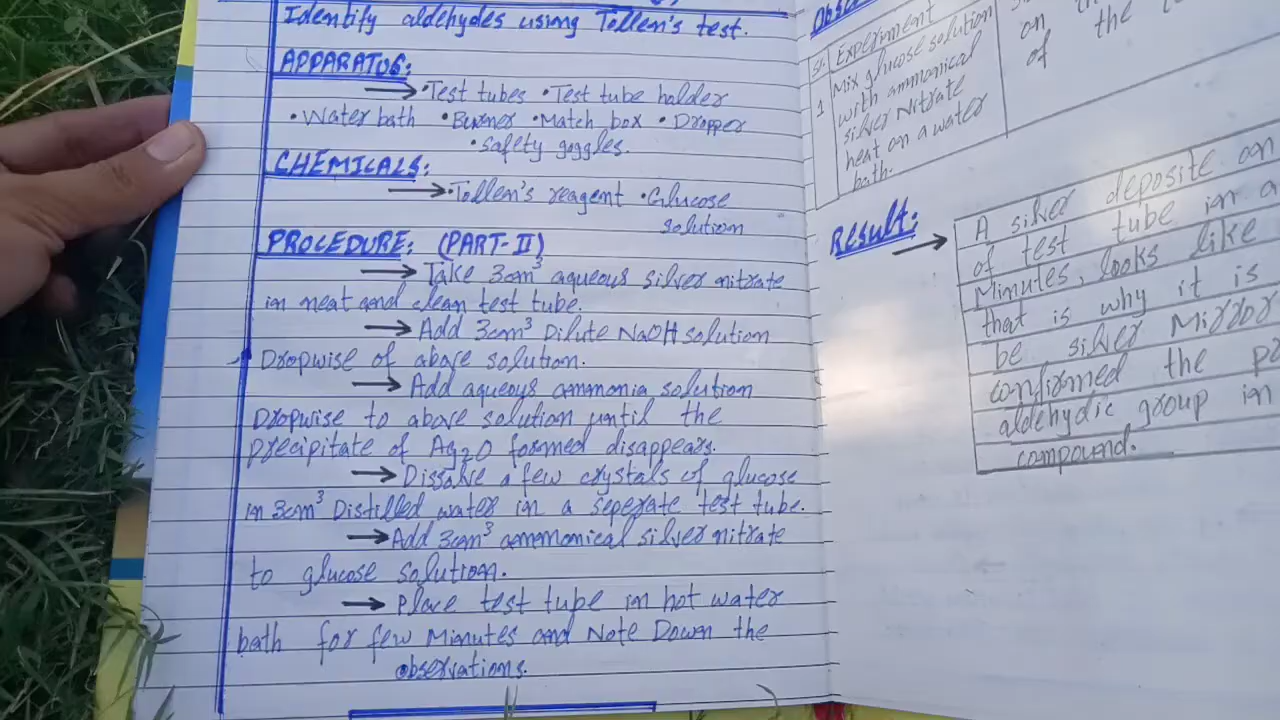 Identify aldehydes using Tollen's test.
APPARATUS:
→ •Test tubes •Test tube holder
•Water bath •Burner •Match box •Dropper
•Safety goggles.
CHEMICALS:
→ •Tollen's reagent •Glucose
solution
PROCEDURE: (PART-II)
→ Take 3cm³ aqueous silver nitrate
in neat and clean test tube.
→ Add 3cm³ Dilute NaOH solution
Dropwise of above solution.
→ Add aqueous ammonia solution
Dropwise to above solution until the
precipitate of Ag₂O formed disappears.
→ Dissolve a few crystals of glucose
in 3cm³ Distilled water in a seperate test tube.
→ Add 3cm³ ammonical silver nitrate
to glucose solution.
→ Place test tube in hot water
bath for few Minutes and Note Down the
observations.
Sr. Experiment
1 Mix glucose solution
with ammonical
silver Nitrate
heat on a water
bath.
on
of the
of
Result:
→ A silver deposite on
of test tube in a
Minutes, looks like
that is why it is
be silver Mirror
confirmed the
aldehydic group in
compound.